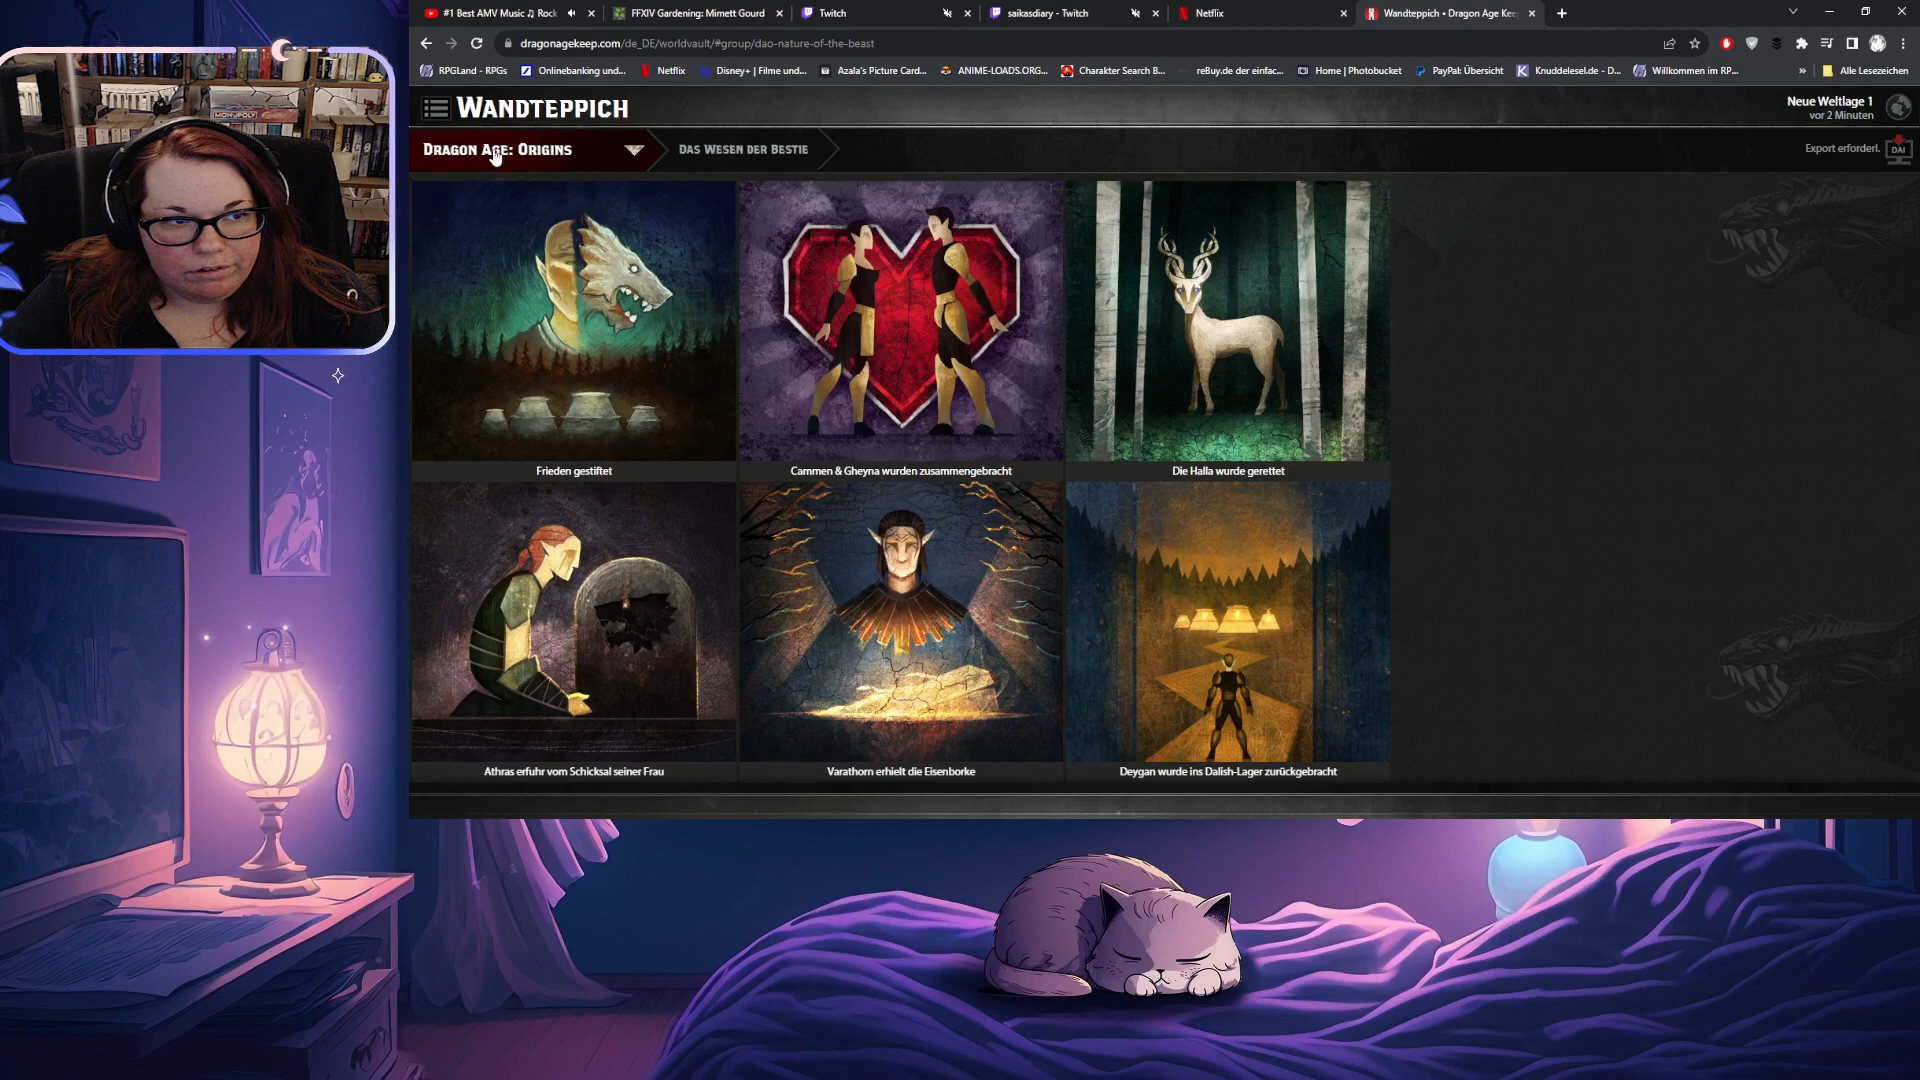 #1 Best AMV Music ♫ Rock
FFXIV Gardening: Mimett Gourd
Twitch
saikasdiary - Twitch
Netflix
Wandteppich • Dragon Age Kee
dragonagekeep.com/de_DE/worldvault/#group/dao-nature-of-the-beast
RPGLand - RPGs
Onlinebanking und...
Netflix
Disney+ | Filme und...
Azala's Picture Card...
ANIME-LOADS.ORG...
Charakter Search B...
reBuy.de der einfac...
Home | Photobucket
PayPal: Übersicht
Knuddelesel.de - D...
Willkommen im RP...
»
Alle Lesezeichen
WANDTEPPICH
Neue Weltlage 1
vor 2 Minuten
DRAGON AGE: ORIGINS
DAS WESEN DER BESTIE
Export erforderl.
DAI
Frieden gestiftet
Cammen & Gheyna wurden zusammengebracht
Die Halla wurde gerettet
Athras erfuhr vom Schicksal seiner Frau
Varathorn erhielt die Eisenborke
Deygan wurde ins Dalish-Lager zurückgebracht
MONOPOLY